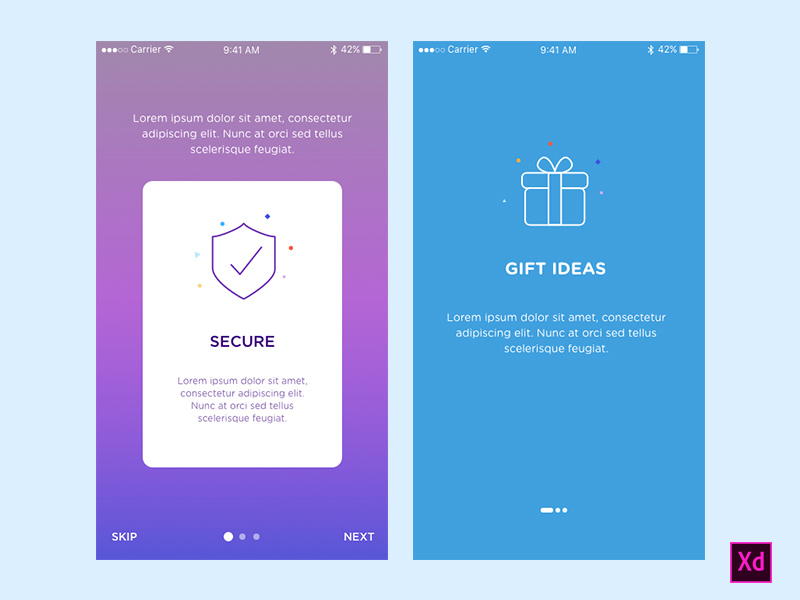 Carrier
9:41 AM
42%
Lorem ipsum dolor sit amet, consectetur
adipiscing elit. Nunc at orci sed tellus
scelerisque feugiat.
SECURE
Lorem ipsum dolor sit amet,
consectetur adipiscing elit.
Nunc at orci sed tellus
scelerisque feugiat.
SKIP
NEXT
Carrier
9:41 AM
42%
GIFT IDEAS
Lorem ipsum dolor sit amet, consectetur
adipiscing elit. Nunc at orci sed tellus
scelerisque feugiat.
Xd